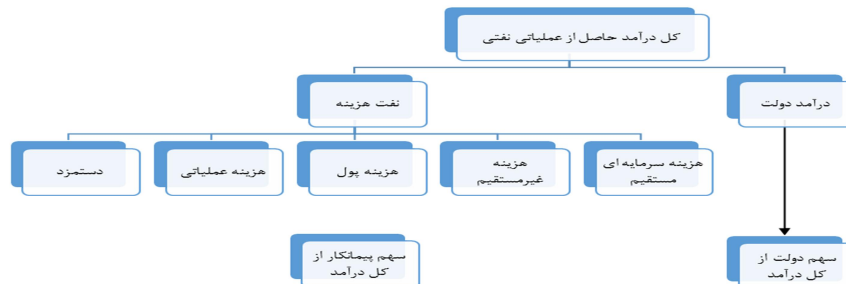 کل درآمد حاصل از عملیاتی نفتی
نفت هزینه
درآمد دولت
دستمزد
هزینه عملیاتی
هزینه پول
هزینه
غیرمستقیم
هزینه سرمایه ای
مستقیم
سهم پیمانکار از
کل درآمد
سهم دولت از
کل درآمد